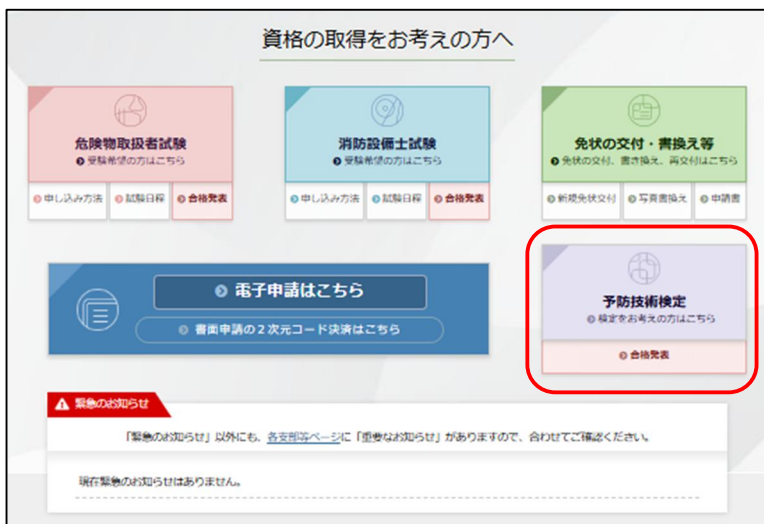 資格の取得をお考えの方へ
危険物取扱者試験
受験希望の方はこちら
申し込み方法 試験日程 合格発表
消防設備士試験
受験希望の方はこちら
申し込み方法 試験日程 合格発表
免状の交付・書換え等
免状の交付、書き換え、再交付はこちら
新規免状交付 写真書換え 申請書
電子申請はこちら
書面申請の2次元コード決済はこちら
予防技術検定
検定をお考えの方はこちら
合格発表
緊急のお知らせ
「緊急のお知らせ」以外にも、各支部等ページに「重要なお知らせ」がありますので、合わせてご確認ください。
現在緊急のお知らせはありません。